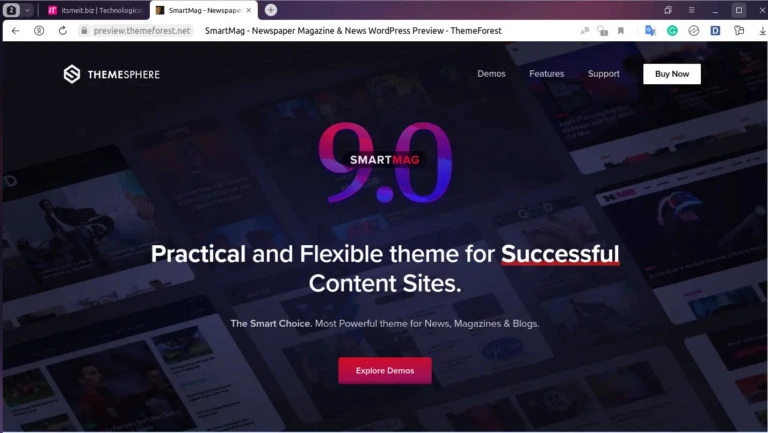 2
itsmeit.biz | Technologica
SmartMag - Newspaper
preview.themeforest.net
SmartMag - Newspaper Magazine & News WordPress Preview - ThemeForest
THEMESPHERE
Demos
Features
Support
Buy Now
9.0
SMARTMAG
Practical and Flexible theme for Successful
Content Sites.
The Smart Choice. Most Powerful theme for News, Magazines & Blogs.
Explore Demos